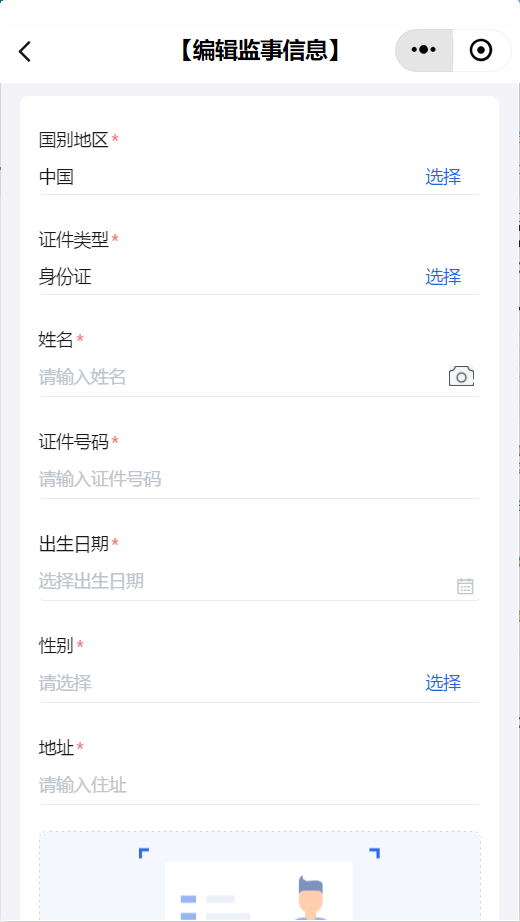 【编辑监事信息】
国别地区*
中国 选择
证件类型*
身份证 选择
姓名*
请输入姓名
证件号码*
请输入证件号码
出生日期*
选择出生日期
性别*
请选择 选择
地址*
请输入住址